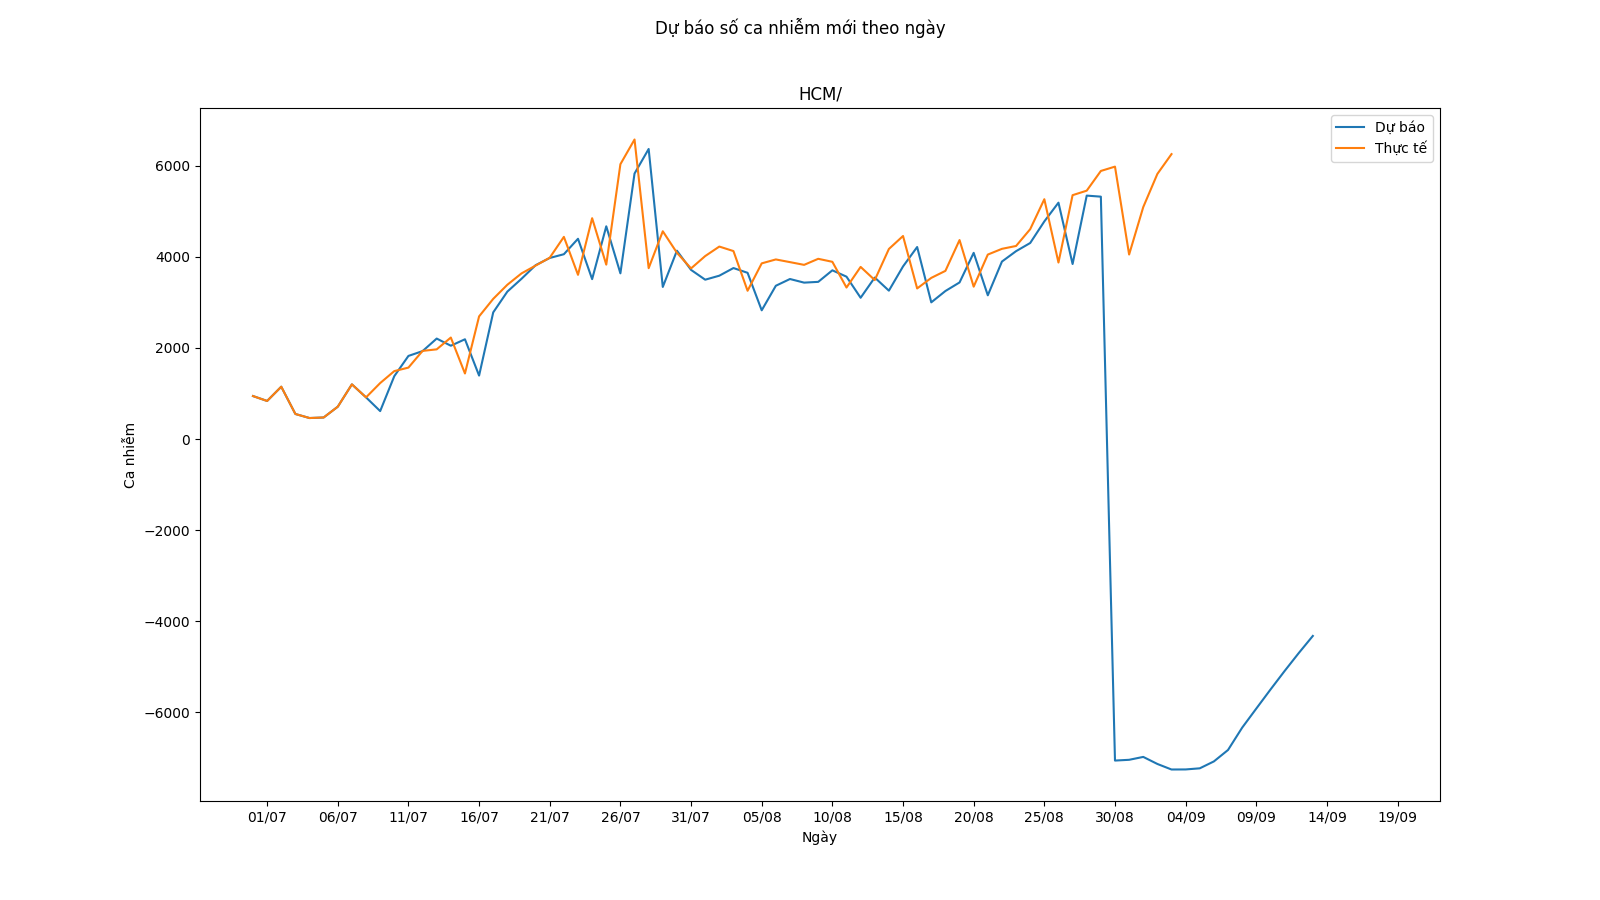 Dự báo số ca nhiễm mới theo ngày
HCM/
Dự báo
Thực tế
Ca nhiễm
6000
4000
2000
0
−2000
−4000
−6000
01/07 06/07 11/07 16/07 21/07 26/07 31/07 05/08 10/08 15/08 20/08 25/08 30/08 04/09 09/09 14/09 19/09
Ngày